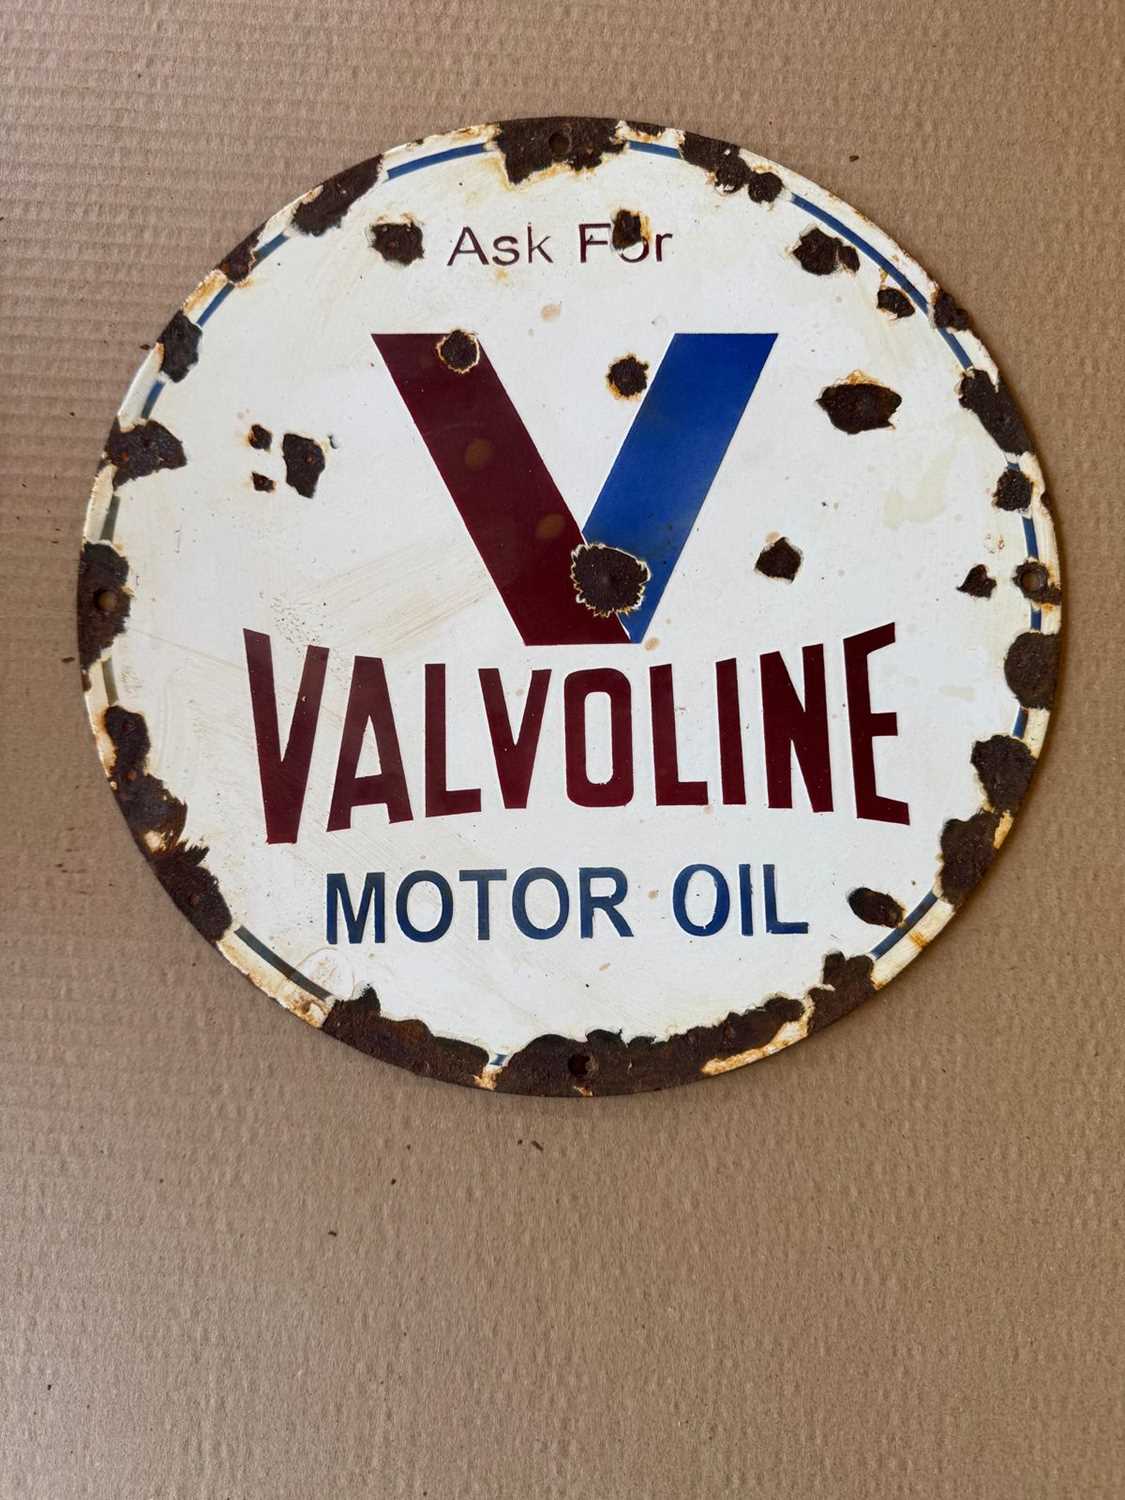 Ask For
V
VALVOLINE
MOTOR OIL